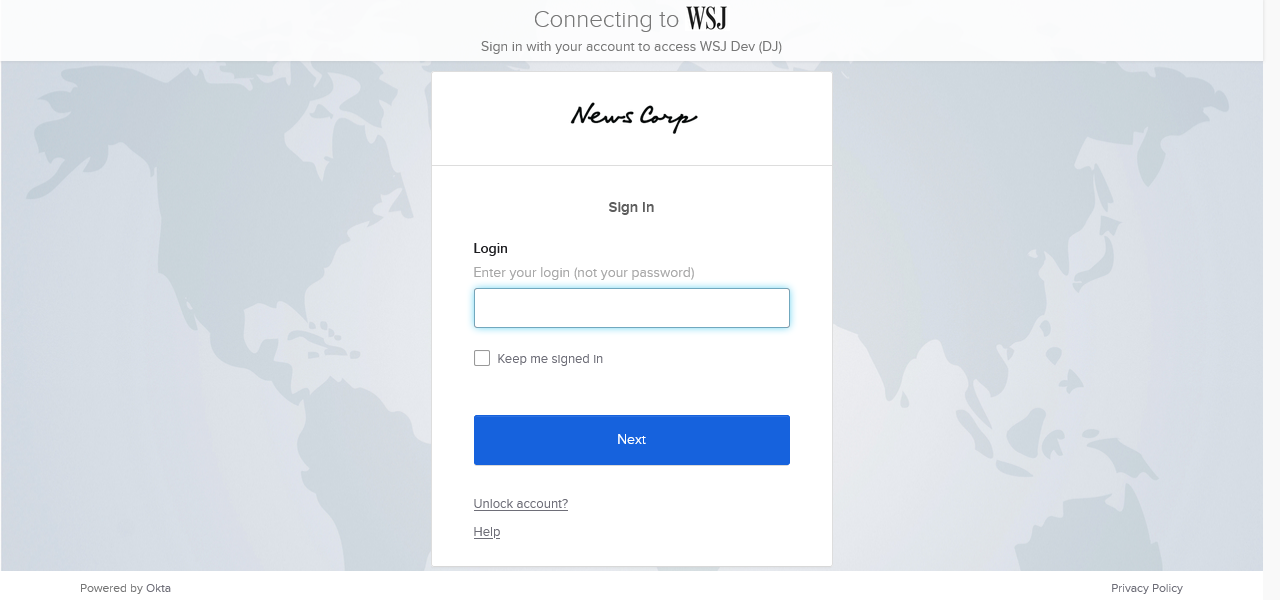 Connecting to WSJ
Sign in with your account to access WSJ Dev (DJ)
News Corp
Sign In
Login
Enter your login (not your password)
Keep me signed in
Next
Unlock account?
Help
Powered by Okta
Privacy Policy